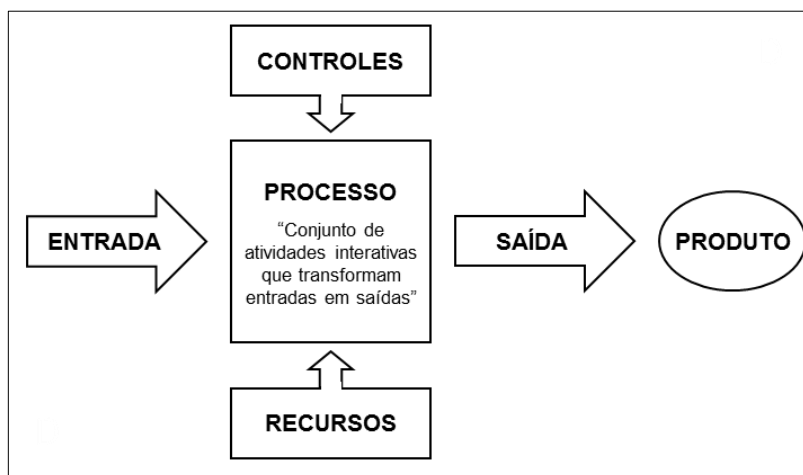 CONTROLES
PROCESSO
“Conjunto de
atividades interativas
que transformam
entradas em saídas”
ENTRADA
SAÍDA
PRODUTO
RECURSOS